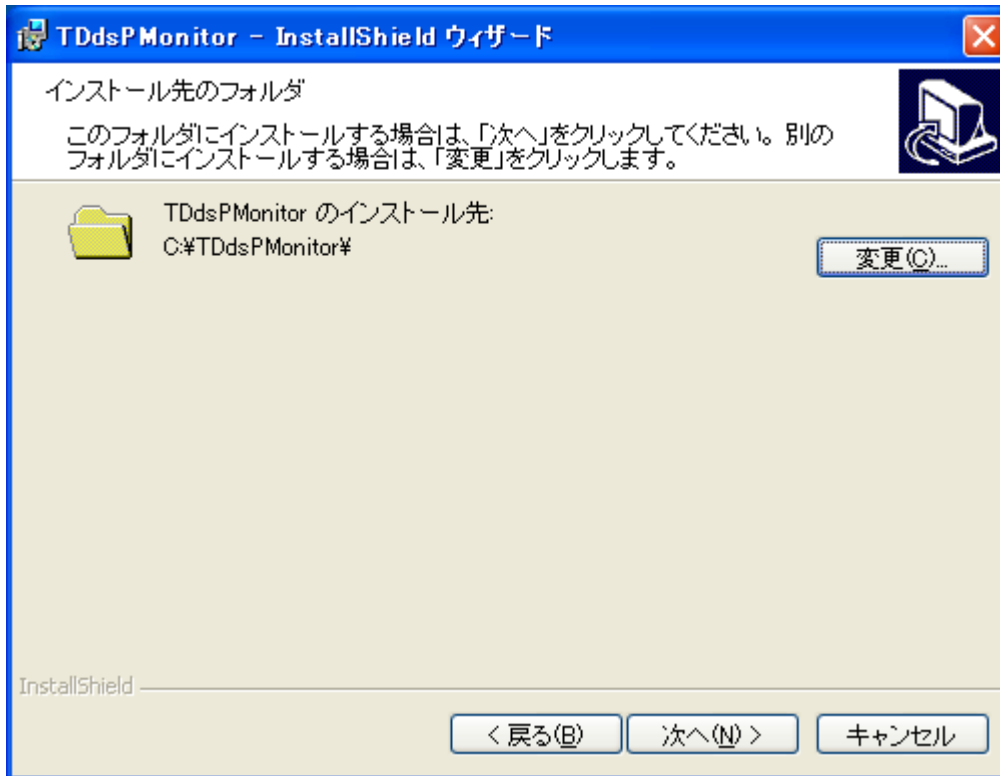 TDdsPMonitor - InstallShield ウィザード
インストール先のフォルダ
このフォルダにインストールする場合は、「次へ」をクリックしてください。別の
フォルダにインストールする場合は、「変更」をクリックします。
TDdsPMonitor のインストール先:
C:¥TDdsPMonitor¥
変更(C)...
InstallShield
< 戻る(B)
次へ(N) >
キャンセル